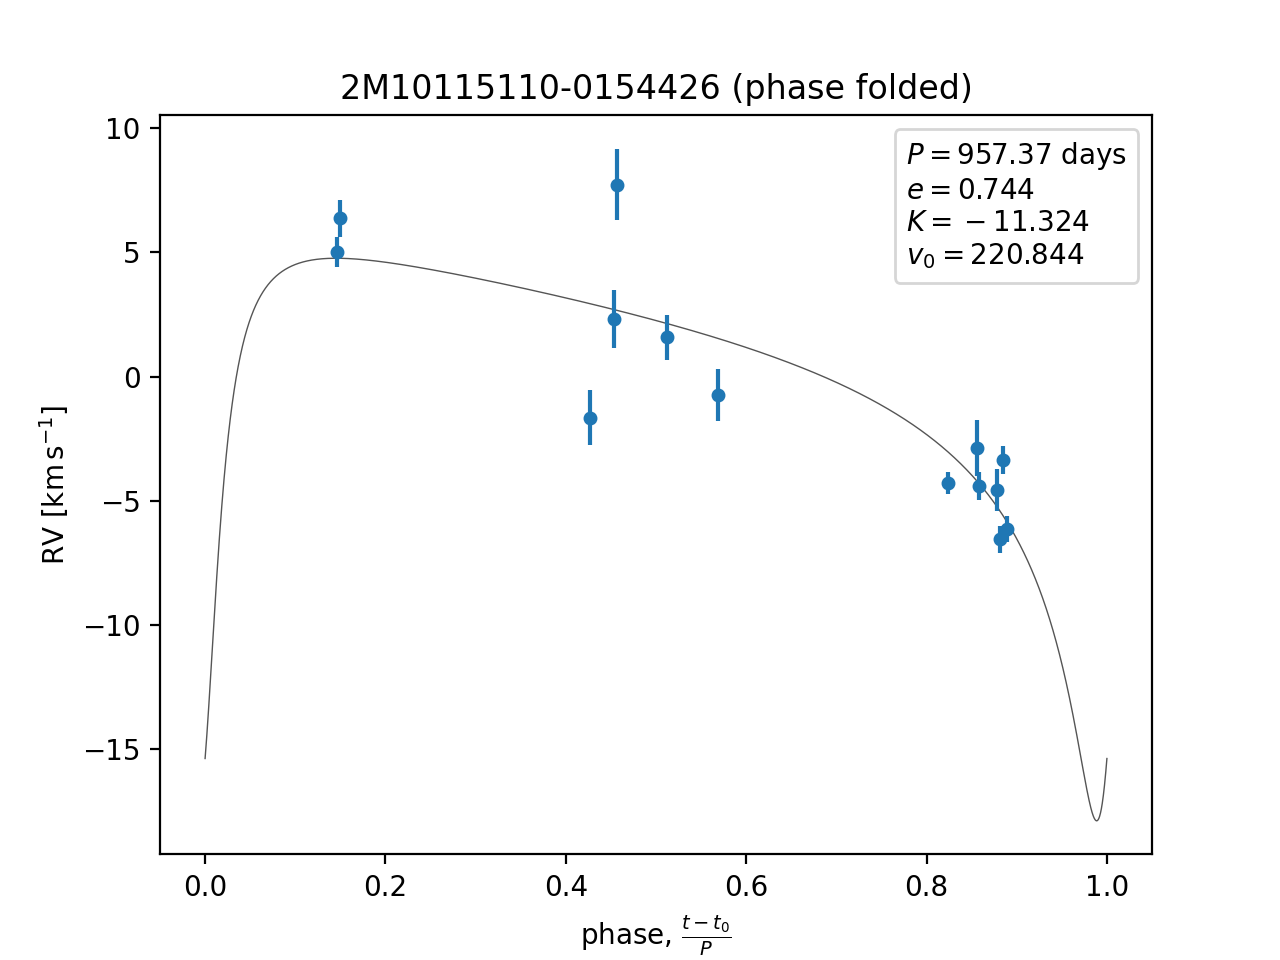 2M10115110-0154426 (phase folded)
P = 957.37 days
e = 0.744
K = −11.324
v₀ = 220.844
RV [km s⁻¹]
10
5
0
−5
−10
−15
0.0 0.2 0.4 0.6 0.8 1.0
phase, (t − t₀)/P